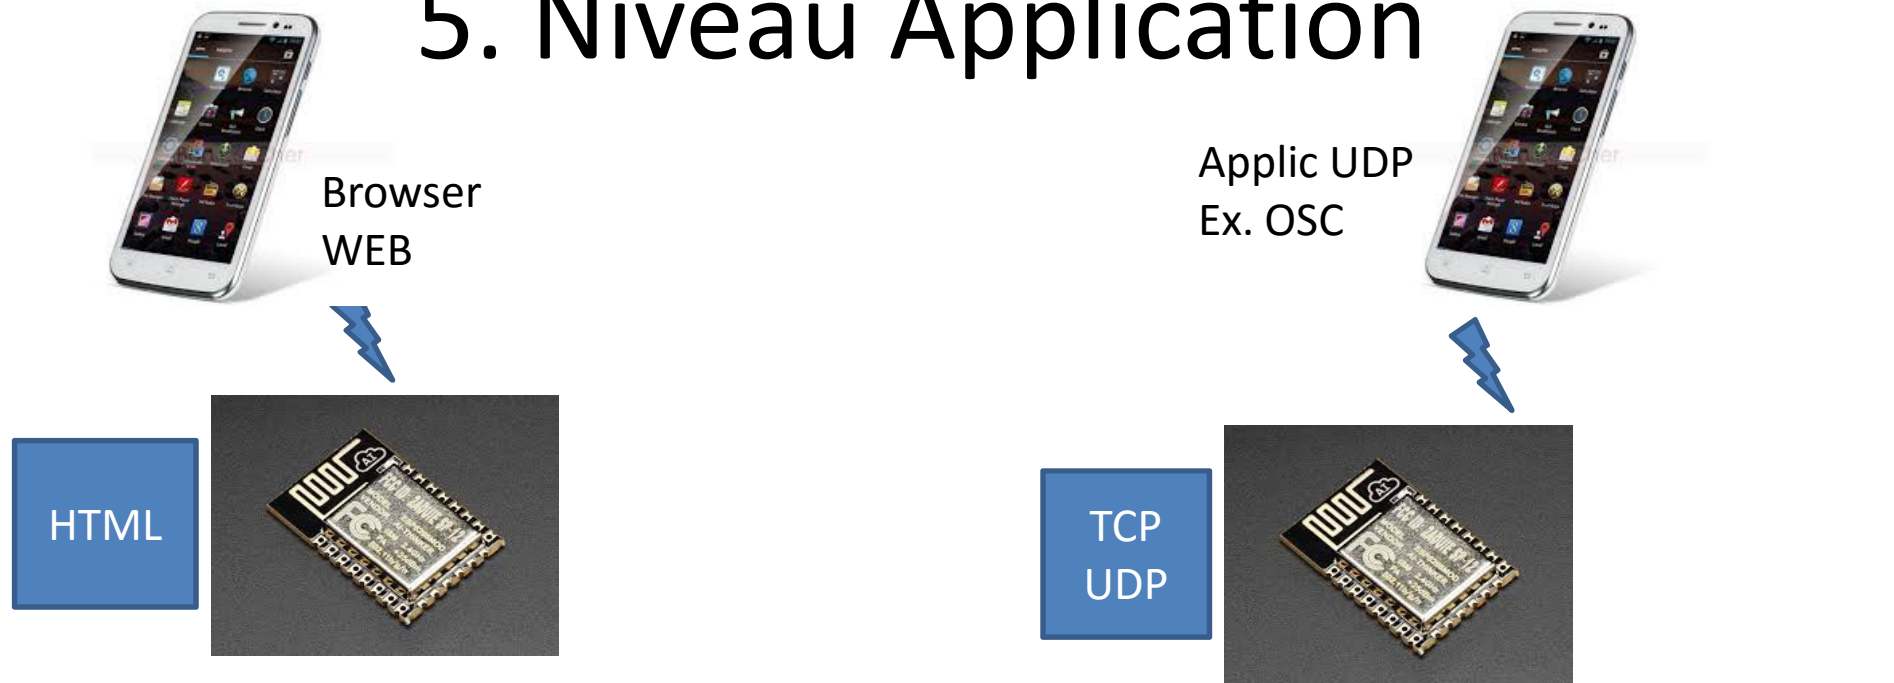 5. Niveau Application
Browser
WEB
Applic UDP
Ex. OSC
HTML
TCP
UDP